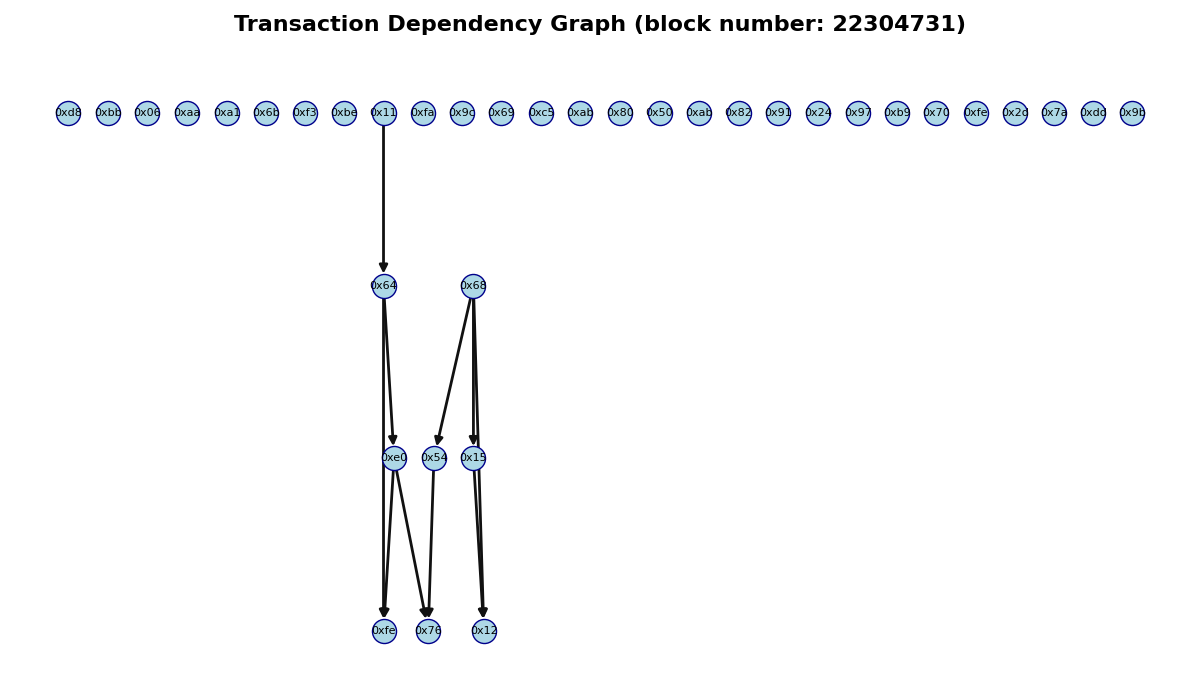 Transaction Dependency Graph (block number: 22304731)
0xd8 0xbb 0x06 0xaa 0xa1 0x6b 0xf3 0xbe 0x11 0xfa 0x9c 0x69 0xc5 0xab 0x80 0x50 0xab 0x82 0x91 0x24 0x97 0xb9 0x70 0xfe 0x2d 0x7a 0xdd 0x9b
0x64 0x68
0xe0 0x54 0x15
0xfe 0x76 0x12